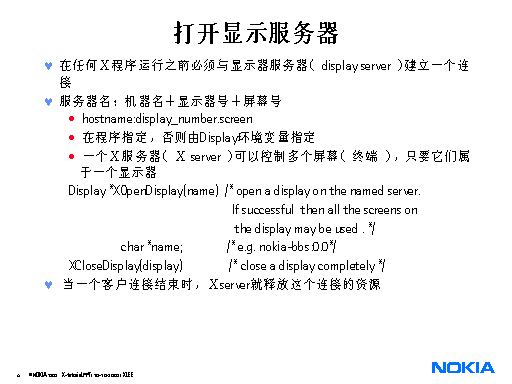 打开显示服务器
♥ 在任何X程序运行之前必须与显示器服务器( display server )建立一个连
接
♥ 服务器名：机器名＋显示器号＋屏幕号
• hostname:display_number.screen
• 在程序指定，否则由Display环境变量指定
• 一个X服务器( X server )可以控制多个屏幕( 终端 )，只要它们属
于一个显示器
Display *XOpenDisplay(name) /* open a display on the named server.
If successful then all the screens on
the display may be used . */
char *name; /* e.g. nokia-bbs:0.0*/
XCloseDisplay(display) /* close a display completely */
♥ 当一个客户连接结束时，Xserver就释放这个连接的资源
NOKIA